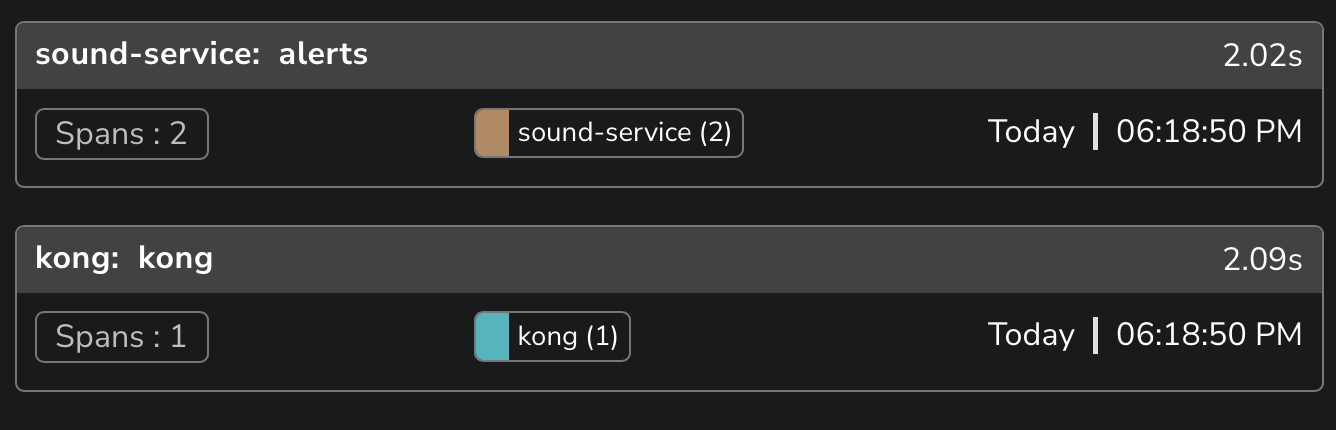 sound-service: alerts 2.02s
Spans : 2 sound-service (2) Today | 06:18:50 PM
kong: kong 2.09s
Spans : 1 kong (1) Today | 06:18:50 PM